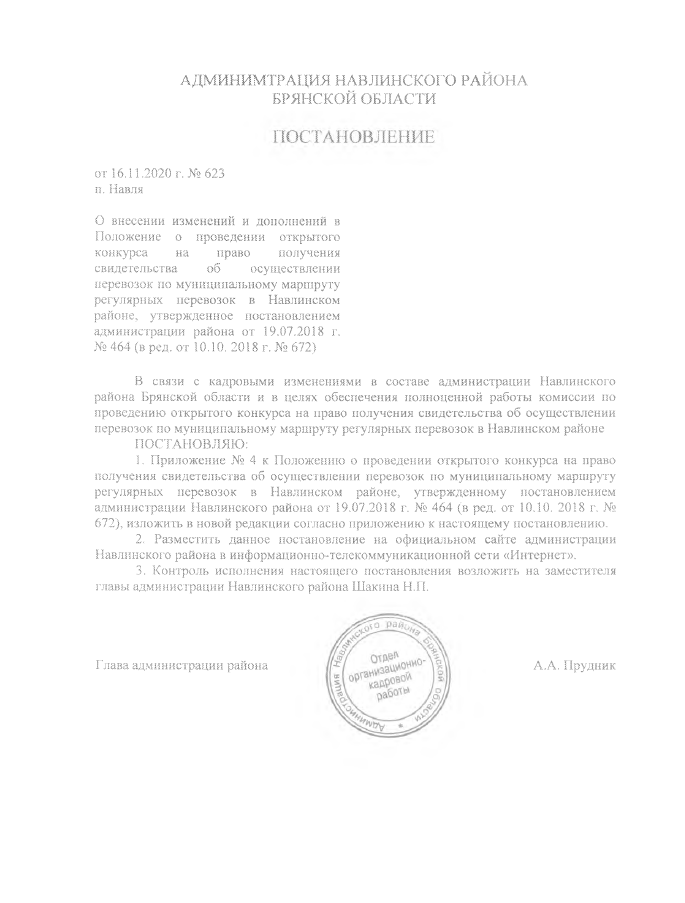 АДМИНИМТРАЦИЯ НАВЛИНСКОГО РАЙОНА
БРЯНСКОЙ ОБЛАСТИ
ПОСТАНОВЛЕНИЕ
от 16.11.2020 г. № 623
п. Навля
О внесении изменений и дополнений в
Положение о проведении открытого
конкурса на право получения
свидетельства об осуществлении
перевозок по муниципальному маршруту
регулярных перевозок в Навлинском
районе, утвержденное постановлением
администрации района от 19.07.2018 г.
№ 464 (в ред. от 10.10. 2018 г. № 672)
В связи с кадровыми изменениями в составе администрации Навлинского
района Брянской области и в целях обеспечения полноценной работы комиссии по
проведению открытого конкурса на право получения свидетельства об осуществлении
перевозок по муниципальному маршруту регулярных перевозок в Навлинском районе
ПОСТАНОВЛЯЮ:
1. Приложение № 4 к Положению о проведении открытого конкурса на право
получения свидетельства об осуществлении перевозок по муниципальному маршруту
регулярных перевозок в Навлинском районе, утвержденному постановлением
администрации Навлинского района от 19.07.2018 г. № 464 (в ред. от 10.10. 2018 г. №
672), изложить в новой редакции согласно приложению к настоящему постановлению.
2. Разместить данное постановление на официальном сайте администрации
Навлинского района в информационно-телекоммуникационной сети «Интернет».
3. Контроль исполнения настоящего постановления возложить на заместителя
главы администрации Навлинского района Шакина Н.П.
Глава администрации района
А.А. Прудник
Администрация Навлинского района Брянской области
Отдел
организационно-
кадровой
работы